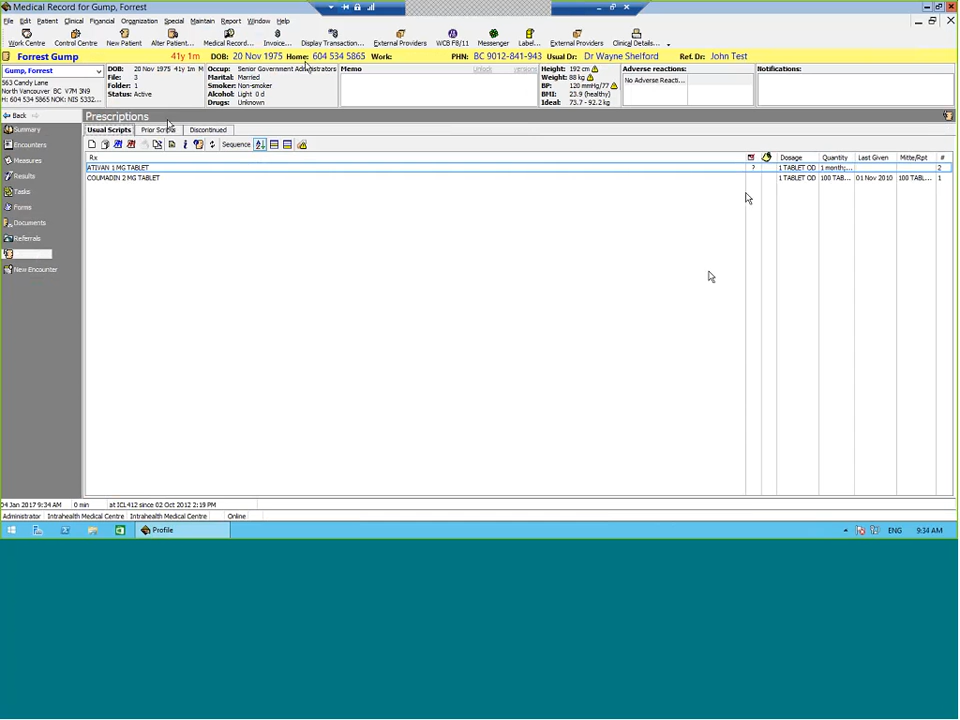 Medical Record for Gump, Forrest
File Edit Patient Clinical Financial Organization Special Maintain Report Window Help
Work Centre Control Centre New Patient Alter Patient... Medical Record... Invoice... Display Transaction... External Providers WCB F8/11 Messenger Label... External Providers Clinical Details...
Forrest Gump 41y 1m DOB: 20 Nov 1975 Home: 604 534 5865 Work: PHN: BC 9012-841-943 Usual Dr: Dr Wayne Shelford Ref. Dr: John Test
Gump, Forrest
563 Candy Lane
North Vancouver BC V7M 3N9
H: 604 534 5865 NOK: NIS 5332...
DOB: 20 Nov 1975 41y 1m M
File: 3
Folder: 1
Status: Active
Occup: Senior Government Administrators
Marital: Married
Smoker: Non-smoker
Alcohol: Light 0 d
Drugs: Unknown
Memo Unlock versions
Height: 192 cm
Weight: 88 kg
BP: 120 mmHg/77
BMI: 23.9 (healthy)
Ideal: 73.7 - 92.2 kg
Adverse reactions:
No Adverse Reacti...
Notifications:
Back
Summary
Encounters
Measures
Results
Tasks
Forms
Documents
Referrals
New Encounter
Prescriptions
Usual Scripts Prior Scripts Discontinued
Sequence
Rx Dosage Quantity Last Given Mitte/Rpt #
ATIVAN 1 MG TABLET ? 1 TABLET OD 1 month;... 2
COUMADIN 2 MG TABLET 1 TABLET OD 100 TAB... 01 Nov 2010 100 TABL... 1
04 Jan 2017 9:34 AM 0 min at ICL412 since 02 Oct 2012 2:19 PM
Administrator Intrahealth Medical Centre Intrahealth Medical Centre Online
Profile ENG 9:34 AM